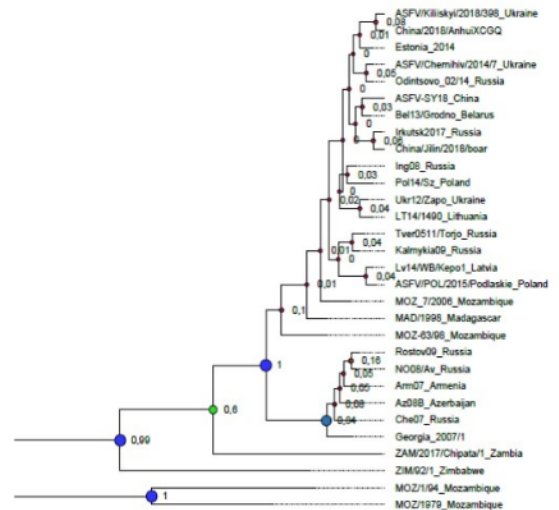 ASFV/Kiliiskyi/2018/398_Ukraine
0,08
China/2018/AnhuiXCGQ
0,01
Estonia_2014
0
ASFV/Chernihiv/2014/7_Ukraine
0,05
Odintsovo_02/14_Russia
0
ASFV-SY18_China
0,03
Bel13/Grodno_Belarus
0
Irkutsk2017_Russia
0
0,06
China/Jilin/2018/boar
Ing08_Russia
0,03
Pol14/Sz_Poland
0
Ukr12/Zapo_Ukraine
0,02
0,04
LT14/1490_Lithuania
Tver0511/Torjo_Russia
0,04
0,01
Kalmykia09_Russia
0
Lv14/WB/Kepo1_Latvia
0,04
0,01
ASFV/POL/2015/Podlaskie_Poland
MOZ_7/2006_Mozambique
0,1
MAD/1998_Madagascar
MOZ-63/98_Mozambique
Rostov09_Russia
0,16
1
NO08/Av_Russia
0,05
Arm07_Armenia
0,05
Az08B_Azerbaijan
0,08
0,6
Che07_Russia
0,84
Georgia_2007/1
0,99
ZAM/2017/Chipata/1_Zambia
ZIM/92/1_Zimbabwe
MOZ/1/94_Mozambique
1
MOZ/1979_Mozambique